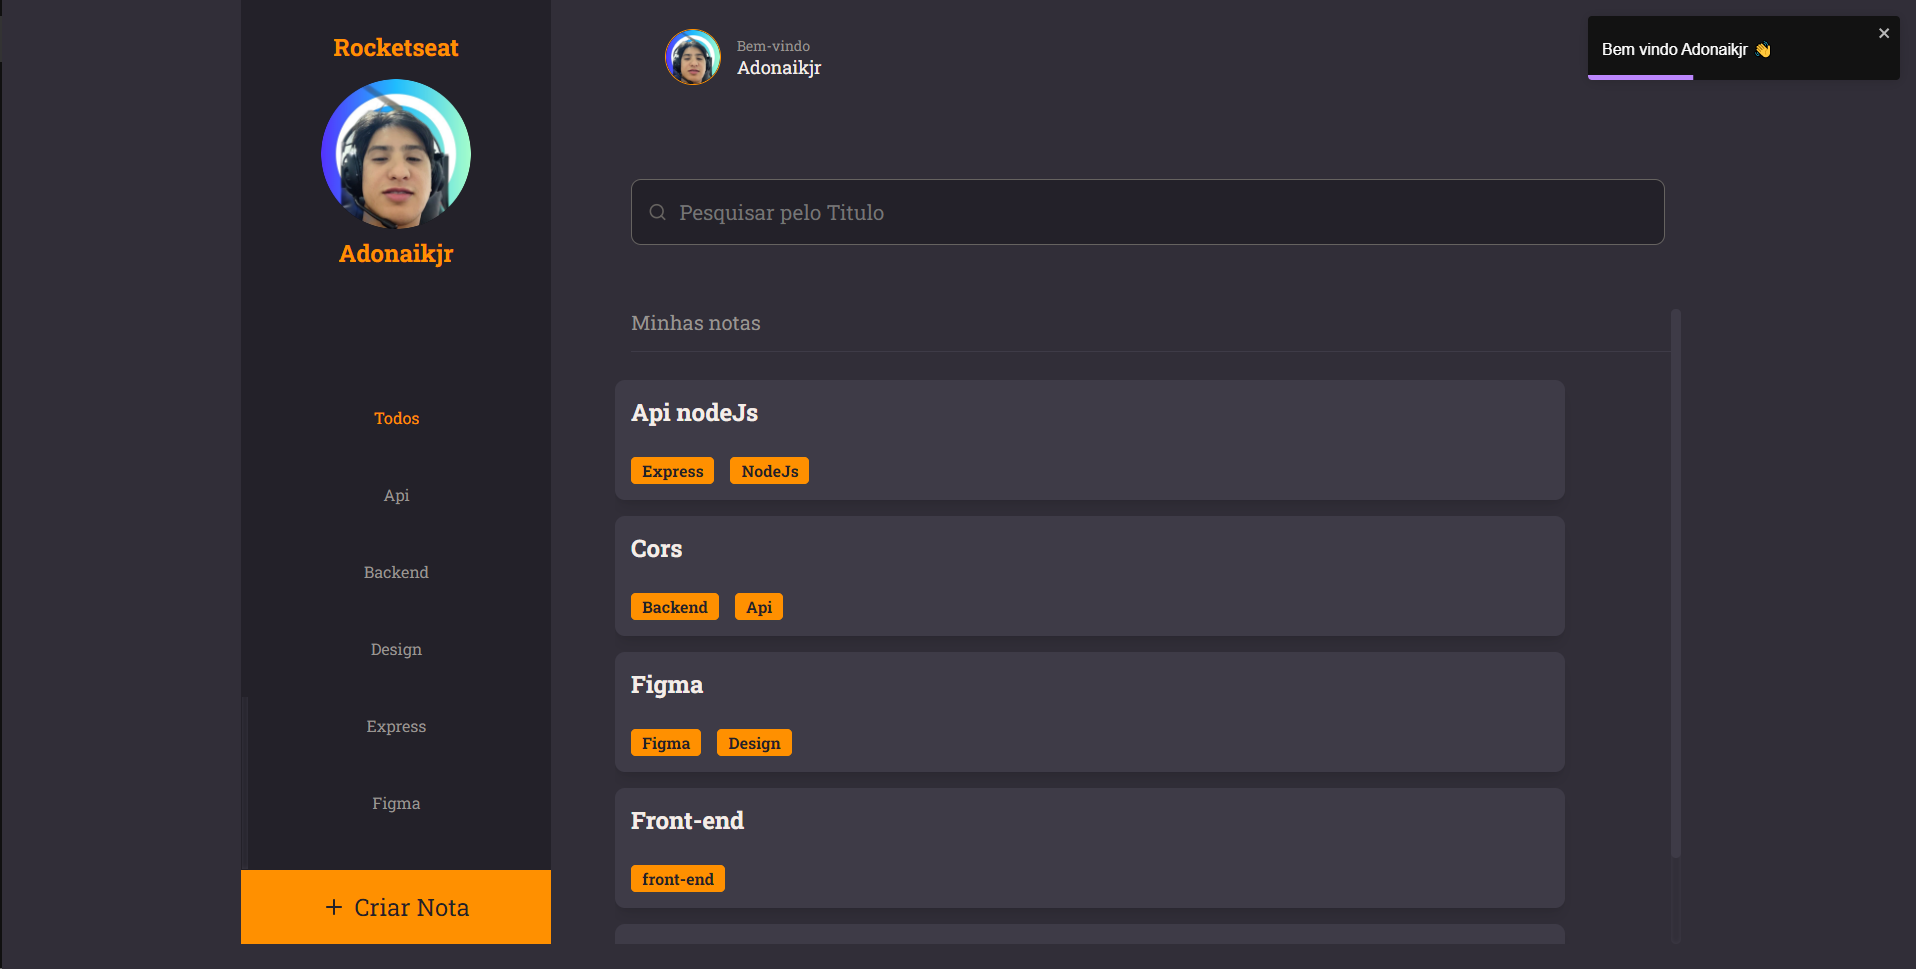 Rocketseat
Adonaikjr
Todos
Api
Backend
Design
Express
Figma
+ Criar Nota
Bem-vindo
Adonaikjr
Pesquisar pelo Titulo
Minhas notas
Api nodeJs
Express NodeJs
Cors
Backend Api
Figma
Figma Design
Front-end
front-end
Bem vindo Adonaikjr 👋